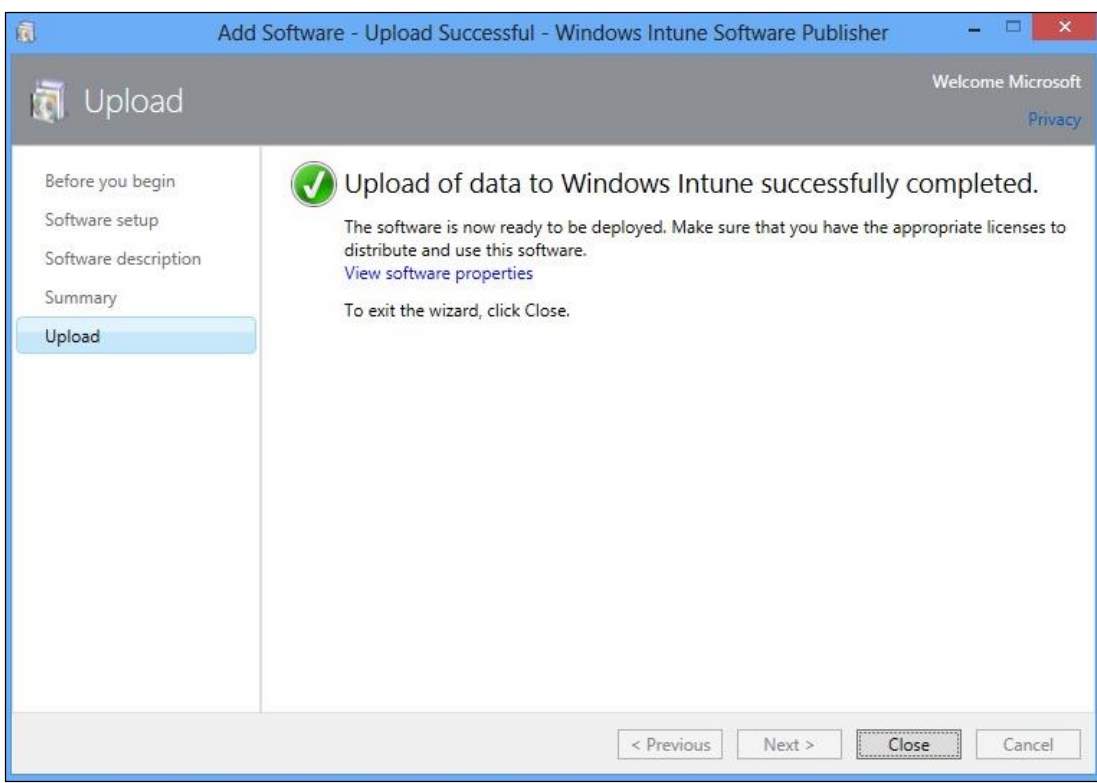 Add Software - Upload Successful - Windows Intune Software Publisher
Upload
Welcome Microsoft
Privacy
Before you begin
Software setup
Software description
Summary
Upload
Upload of data to Windows Intune successfully completed.
The software is now ready to be deployed. Make sure that you have the appropriate licenses to
distribute and use this software.
View software properties
To exit the wizard, click Close.
< Previous
Next >
Close
Cancel